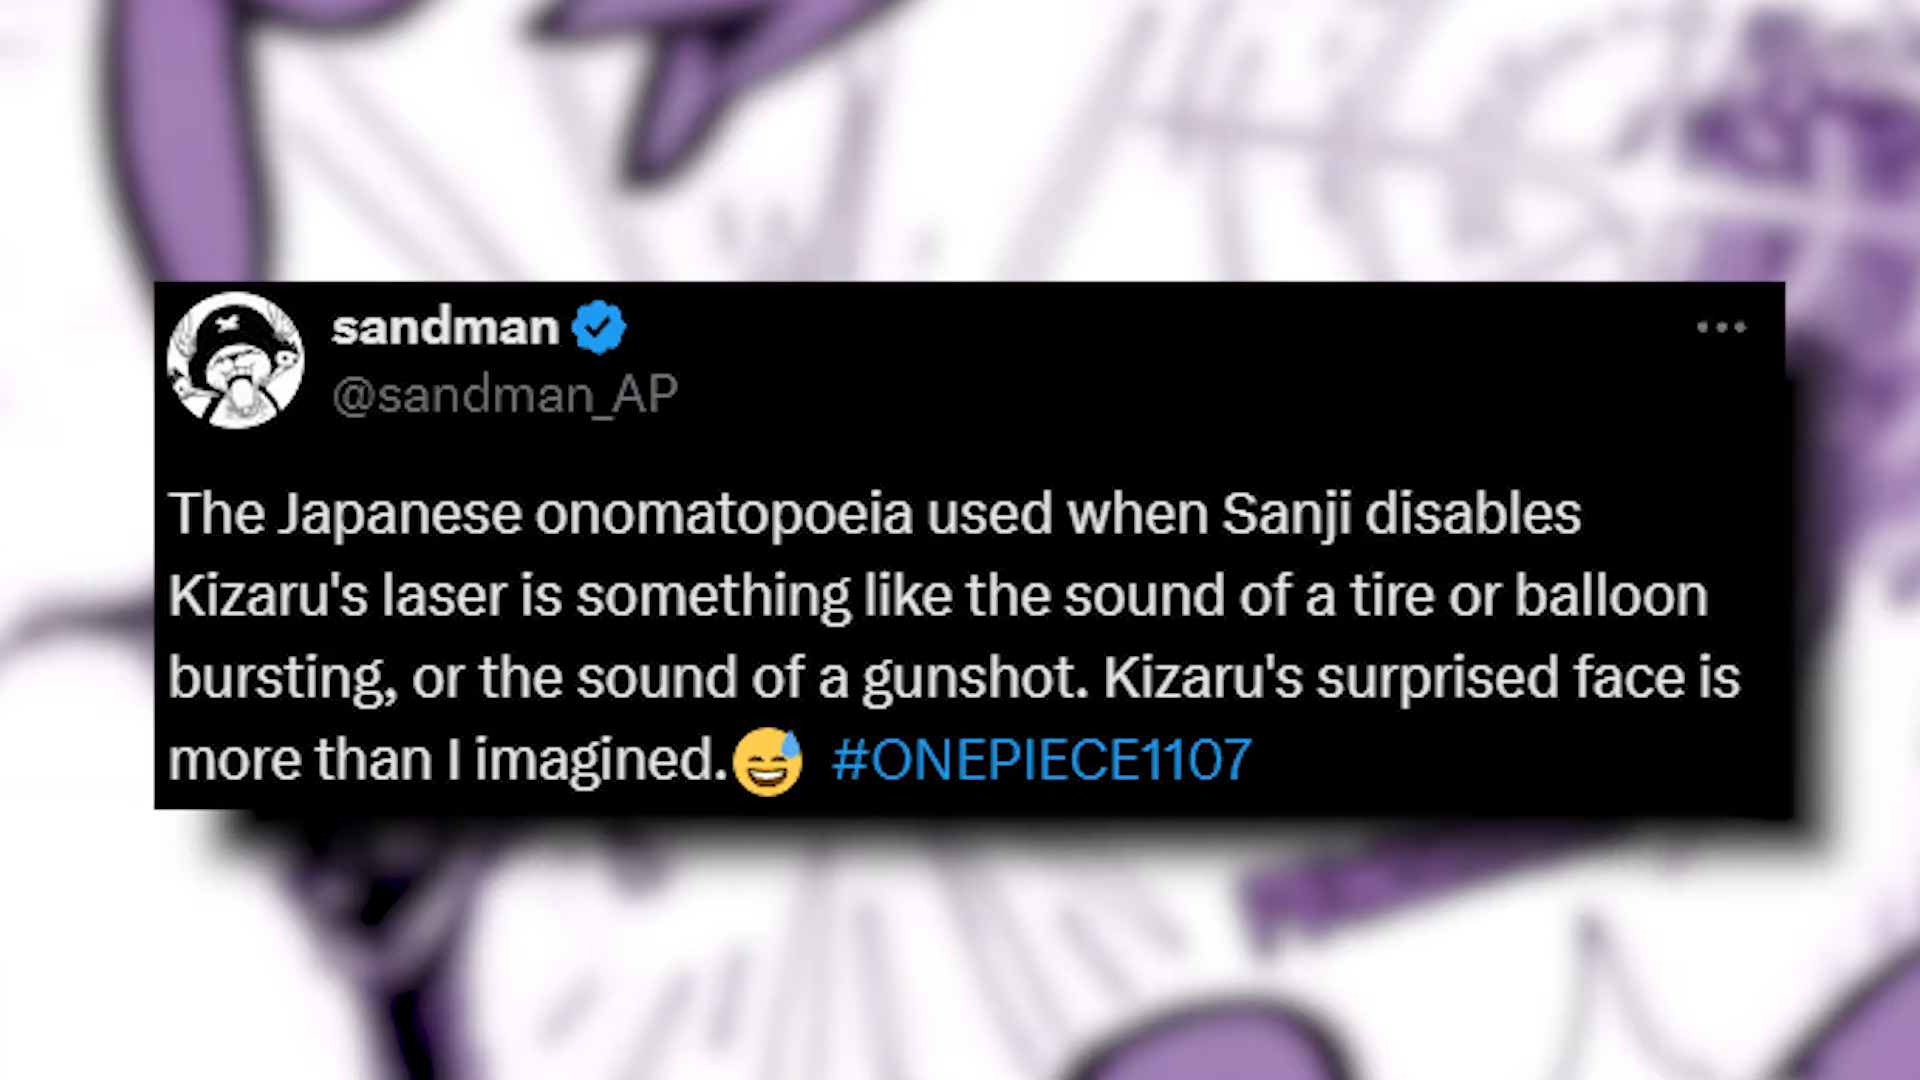 sandman
@sandman_AP
The Japanese onomatopoeia used when Sanji disables
Kizaru's laser is something like the sound of a tire or balloon
bursting, or the sound of a gunshot. Kizaru's surprised face is
more than I imagined.😅 #ONEPIECE1107